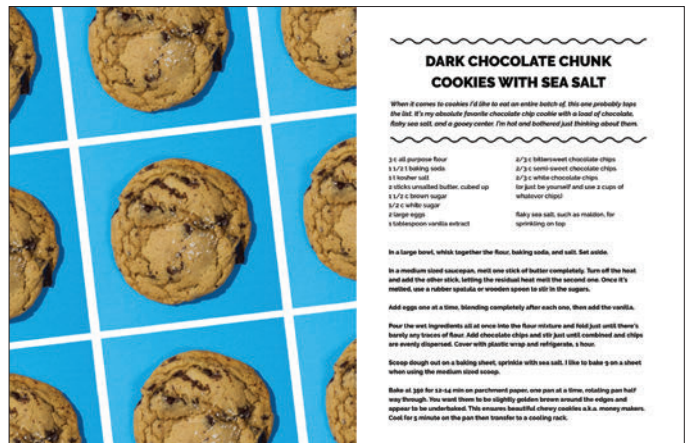 DARK CHOCOLATE CHUNK
COOKIES WITH SEA SALT
When it comes to cookies I'd like to eat an entire batch of, this one probably tops
the list. It's my absolute favorite chocolate chip cookie with a load of chocolate,
flaky sea salt, and a gooey center. I'm hot and bothered just thinking about them.
3 c all purpose flour
1 1/2 t baking soda
1 t kosher salt
2 sticks unsalted butter, cubed up
1 1/2 c brown sugar
1/2 c white sugar
2 large eggs
1 tablespoon vanilla extract
2/3 c bittersweet chocolate chips
2/3 c semi-sweet chocolate chips
2/3 c white chocolate chips
(or just be yourself and use 2 cups of
whatever chips)
flaky sea salt, such as maldon, for
sprinkling on top
In a large bowl, whisk together the flour, baking soda, and salt. Set aside.
In a medium sized saucepan, melt one stick of butter completely. Turn off the heat
and add the other stick, letting the residual heat melt the second one. Once it's
melted, use a rubber spatula or wooden spoon to stir in the sugars.
Add eggs one at a time, blending completely after each one, then add the vanilla.
Pour the wet ingredients all at once into the flour mixture and fold just until there's
barely any traces of flour. Add chocolate chips and stir just until combined and chips
are evenly dispersed. Cover with plastic wrap and refrigerate, 1 hour.
Scoop dough out on a baking sheet, sprinkle with sea salt. I like to bake 9 on a sheet
when using the medium sized scoop.
Bake at 350 for 12-14 min on parchment paper, one pan at a time, rotating pan half
way through. You want them to be slightly golden brown around the edges and
appear to be underbaked. This ensures beautiful chewy cookies a.k.a. money makers.
Cool for 5 minute on the pan then transfer to a cooling rack.